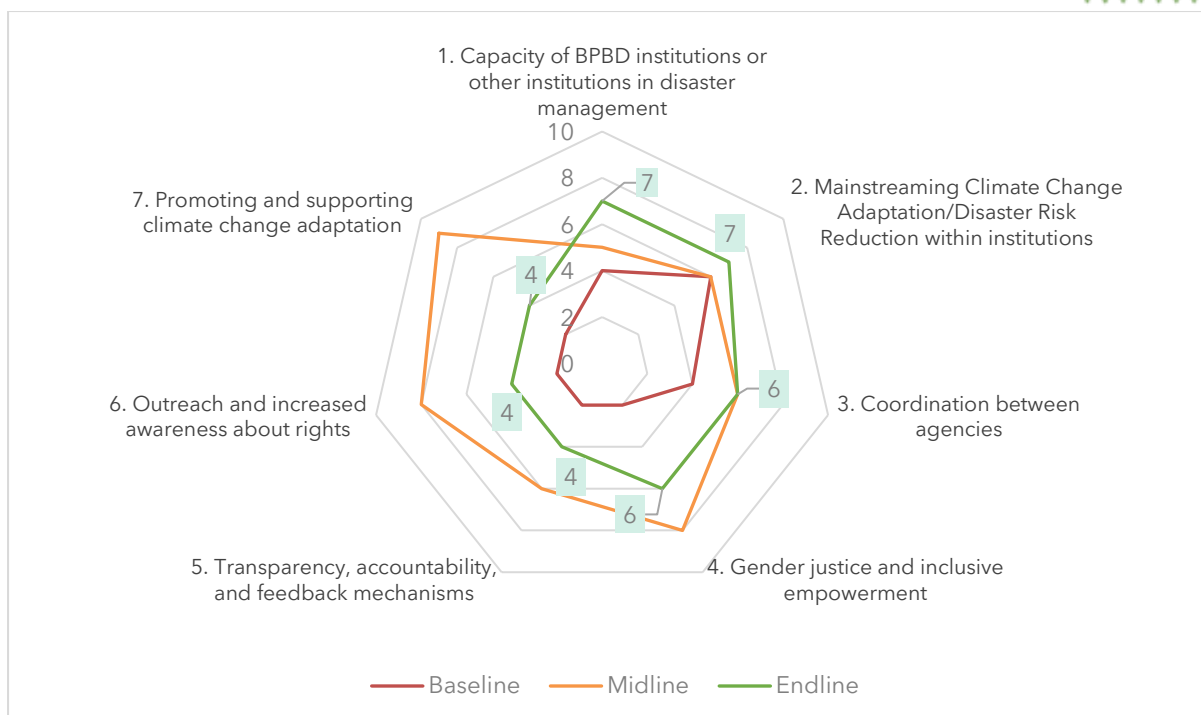 1. Capacity of BPBD institutions or
other institutions in disaster
management
10
8
6
4
2
0
7
7
6
6
4
4
4
2. Mainstreaming Climate Change
Adaptation/Disaster Risk
Reduction within institutions
3. Coordination between
agencies
4. Gender justice and inclusive
empowerment
5. Transparency, accountability,
and feedback mechanisms
6. Outreach and increased
awareness about rights
7. Promoting and supporting
climate change adaptation
Baseline
Midline
Endline